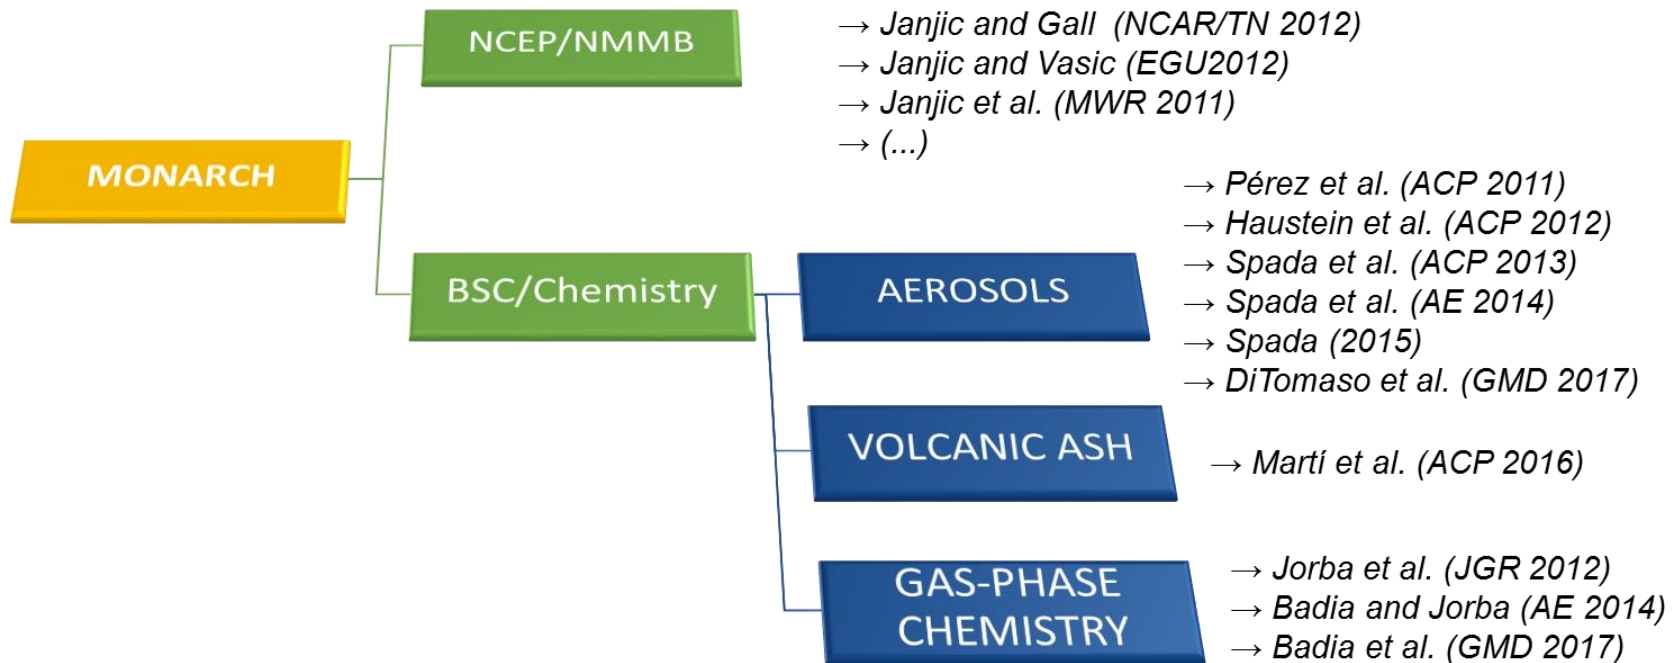 NCEP/NMMB
→ Janjic and Gall (NCAR/TN 2012)
→ Janjic and Vasic (EGU2012)
→ Janjic et al. (MWR 2011)
→ (...)
MONARCH
BSC/Chemistry
AEROSOLS
→ Pérez et al. (ACP 2011)
→ Haustein et al. (ACP 2012)
→ Spada et al. (ACP 2013)
→ Spada et al. (AE 2014)
→ Spada (2015)
→ DiTomaso et al. (GMD 2017)
VOLCANIC ASH
→ Martí et al. (ACP 2016)
GAS-PHASE
CHEMISTRY
→ Jorba et al. (JGR 2012)
→ Badia and Jorba (AE 2014)
→ Badia et al. (GMD 2017)